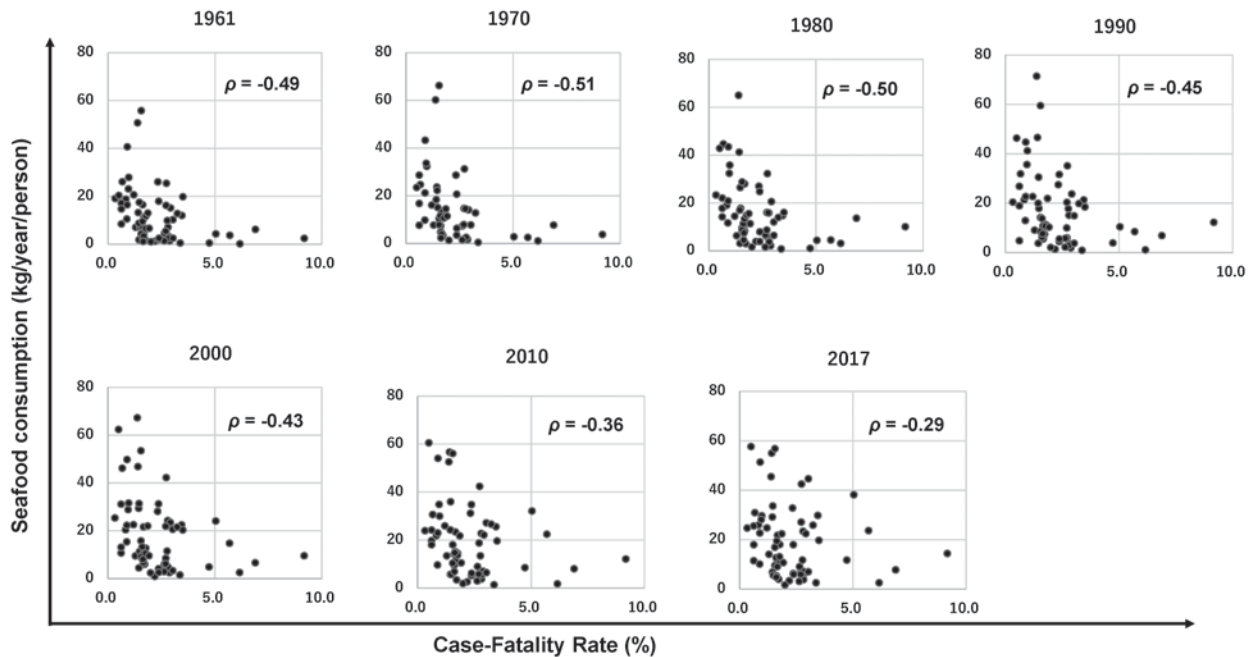 1961
80
60
40
20
0
ρ = -0.49
0.0 5.0 10.0
1970
80
60
40
20
0
ρ = -0.51
0.0 5.0 10.0
1980
80
60
40
20
0
ρ = -0.50
0.0 5.0 10.0
1990
80
60
40
20
0
ρ = -0.45
0.0 5.0 10.0
Seafood consumption (kg/year/person)
2000
80
60
40
20
0
ρ = -0.43
0.0 5.0 10.0
2010
80
60
40
20
0
ρ = -0.36
0.0 5.0 10.0
2017
80
60
40
20
0
ρ = -0.29
0.0 5.0 10.0
Case-Fatality Rate (%)